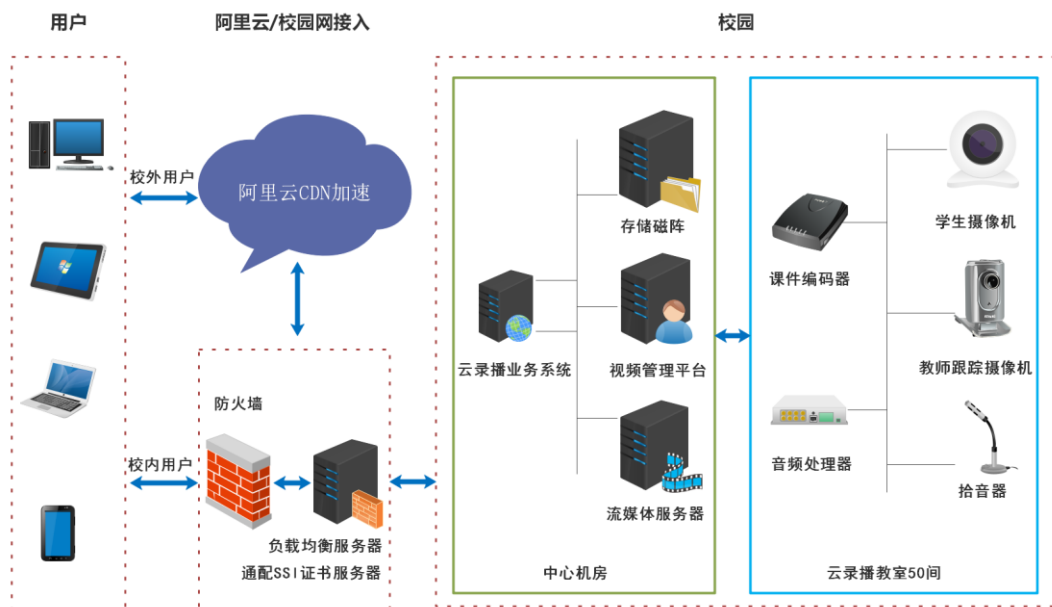 用户
阿里云/校园网接入
校园
校外用户
阿里云CDN加速
校内用户
防火墙
负载均衡服务器
通配SSl证书服务器
存储磁阵
云录播业务系统
视频管理平台
流媒体服务器
中心机房
学生摄像机
课件编码器
教师跟踪摄像机
音频处理器
拾音器
云录播教室50间